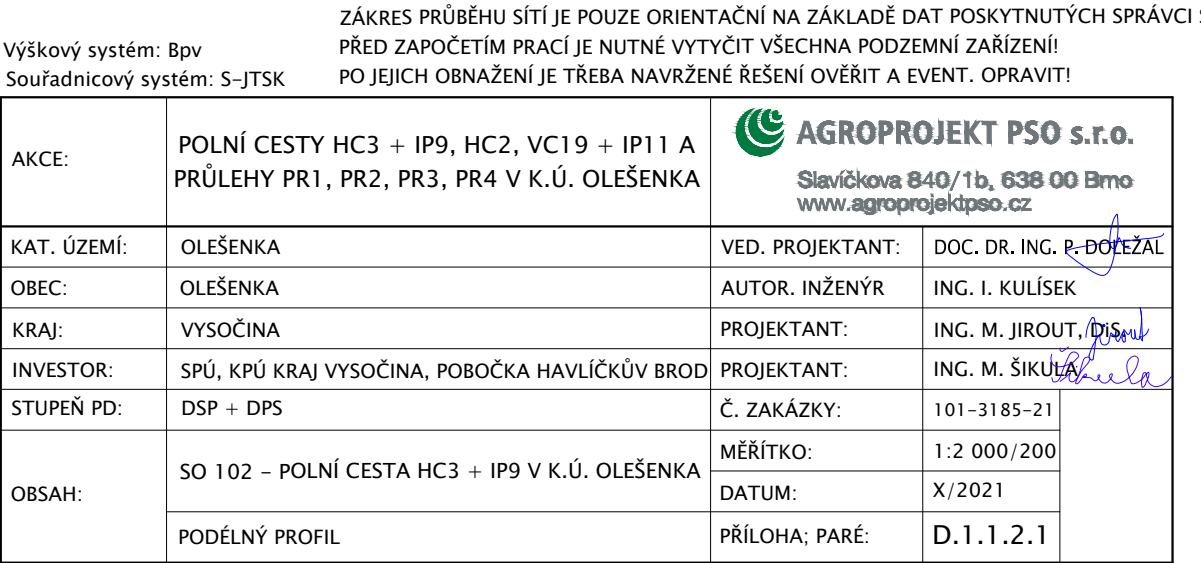 ZÁKRES PRŮBĚHU SÍTÍ JE POUZE ORIENTAČNÍ NA ZÁKLADĚ DAT POSKYTNUTÝCH SPRÁVCI
Výškový systém: Bpv
PŘED ZAPOČETÍM PRACÍ JE NUTNÉ VYTYČIT VŠECHNA PODZEMNÍ ZAŘÍZENÍ!
Souřadnicový systém: S-JTSK
PO JEJICH OBNAŽENÍ JE TŘEBA NAVRŽENÉ ŘEŠENÍ OVĚŘIT A EVENT. OPRAVIT!
AKCE:
POLNÍ CESTY HC3 + IP9, HC2, VC19 + IP11 A
PRŮLEHY PR1, PR2, PR3, PR4 V K.Ú. OLEŠENKA
AGROPROJEKT PSO s.r.o.
Slavíčkova 840/1b, 638 00 Brno
www.agroprojektpso.cz
KAT. ÚZEMÍ: OLEŠENKA VED. PROJEKTANT: DOC. DR. ING. P. DOLEŽAL
OBEC: OLEŠENKA AUTOR. INŽENÝR ING. I. KULÍSEK
KRAJ: VYSOČINA PROJEKTANT: ING. M. JIROUT, DiS. Jirout
INVESTOR: SPÚ, KPÚ KRAJ VYSOČINA, POBOČKA HAVLÍČKŮV BROD PROJEKTANT: ING. M. ŠIKULA Šikula
STUPEŇ PD: DSP + DPS Č. ZAKÁZKY: 101-3185-21
OBSAH:
SO 102 - POLNÍ CESTA HC3 + IP9 V K.Ú. OLEŠENKA
MĚŘÍTKO: 1:2 000/200
DATUM: X/2021
PODÉLNÝ PROFIL PŘÍLOHA; PARÉ: D.1.1.2.1